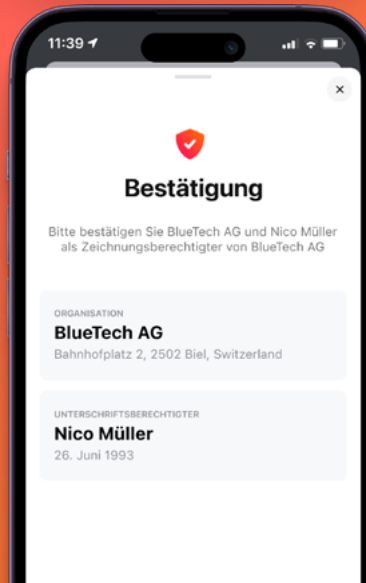 11:39
Bestätigung
Bitte bestätigen Sie BlueTech AG und Nico Müller
als Zeichnungsberechtigter von BlueTech AG
ORGANISATION
BlueTech AG
Bahnhofplatz 2, 2502 Biel, Switzerland
UNTERSCHRIFTSBERECHTIGTER
Nico Müller
26. Juni 1993